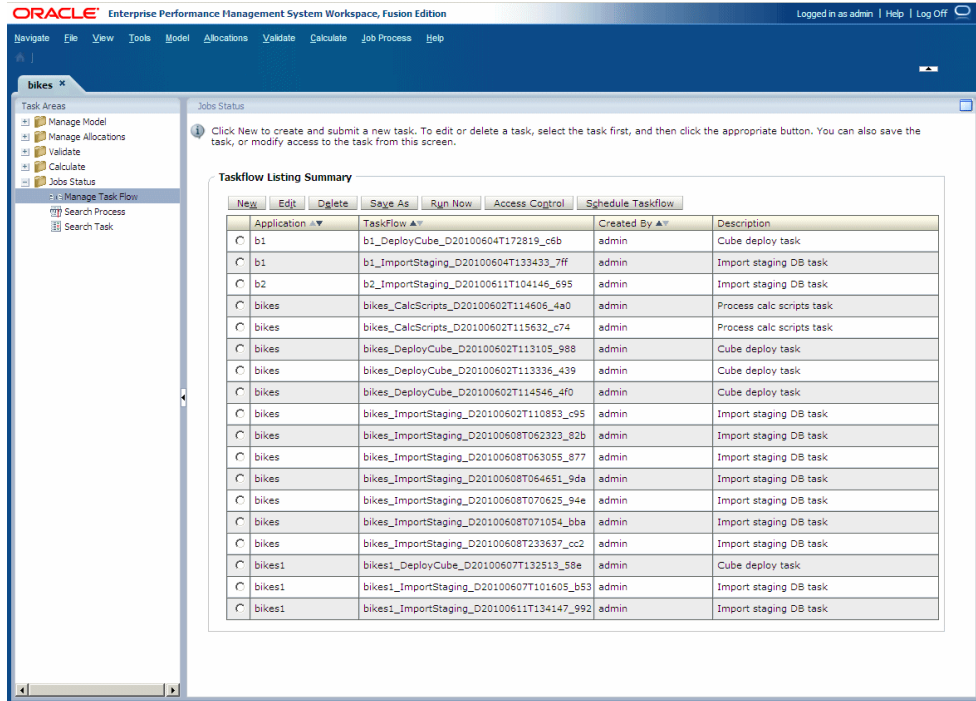 ORACLE Enterprise Performance Management System Workspace, Fusion Edition Logged in as admin | Help | Log Off
Navigate File View Tools Model Allocations Validate Calculate Job Process Help
bikes ×
Task Areas
Manage Model
Manage Allocations
Validate
Calculate
Jobs Status
Manage Task Flow
Search Process
Search Task
Jobs Status
Click New to create and submit a new task. To edit or delete a task, select the task first, and then click the appropriate button. You can also save the
task, or modify access to the task from this screen.
Taskflow Listing Summary
New Edit Delete Save As Run Now Access Control Schedule Taskflow
Application TaskFlow Created By Description
b1 b1_DeployCube_D20100604T172819_c6b admin Cube deploy task
b1 b1_ImportStaging_D20100604T133433_7ff admin Import staging DB task
b2 b2_ImportStaging_D20100611T104146_695 admin Import staging DB task
bikes bikes_CalcScripts_D20100602T114606_4a0 admin Process calc scripts task
bikes bikes_CalcScripts_D20100602T115632_c74 admin Process calc scripts task
bikes bikes_DeployCube_D20100602T113105_988 admin Cube deploy task
bikes bikes_DeployCube_D20100602T113336_439 admin Cube deploy task
bikes bikes_DeployCube_D20100602T114546_4f0 admin Cube deploy task
bikes bikes_ImportStaging_D20100602T110853_c95 admin Import staging DB task
bikes bikes_ImportStaging_D20100608T062323_82b admin Import staging DB task
bikes bikes_ImportStaging_D20100608T063055_877 admin Import staging DB task
bikes bikes_ImportStaging_D20100608T064651_9da admin Import staging DB task
bikes bikes_ImportStaging_D20100608T070625_94e admin Import staging DB task
bikes bikes_ImportStaging_D20100608T071054_bba admin Import staging DB task
bikes bikes_ImportStaging_D20100608T233637_cc2 admin Import staging DB task
bikes1 bikes1_DeployCube_D20100607T132513_58e admin Cube deploy task
bikes1 bikes1_ImportStaging_D20100607T101605_b53 admin Import staging DB task
bikes1 bikes1_ImportStaging_D20100611T134147_992 admin Import staging DB task